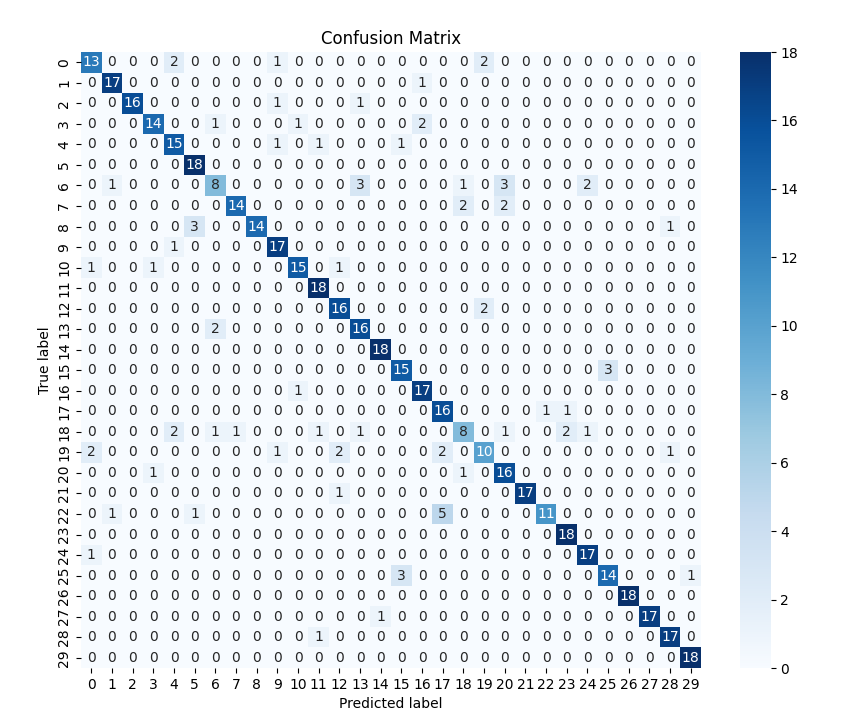 Confusion Matrix
True label
0 13 0 0 0 2 0 0 0 0 1 0 0 0 0 0 0 0 0 0 2 0 0 0 0 0 0 0 0 0 0
1 0 17 0 0 0 0 0 0 0 0 0 0 0 0 0 0 1 0 0 0 0 0 0 0 0 0 0 0 0 0
2 0 0 16 0 0 0 0 0 0 1 0 0 0 1 0 0 0 0 0 0 0 0 0 0 0 0 0 0 0 0
3 0 0 0 14 0 0 1 0 0 0 1 0 0 0 0 0 2 0 0 0 0 0 0 0 0 0 0 0 0 0
4 0 0 0 0 15 0 0 0 0 1 0 1 0 0 0 1 0 0 0 0 0 0 0 0 0 0 0 0 0 0
5 0 0 0 0 0 18 0 0 0 0 0 0 0 0 0 0 0 0 0 0 0 0 0 0 0 0 0 0 0 0
6 0 1 0 0 0 0 8 0 0 0 0 0 0 3 0 0 0 0 1 0 3 0 0 0 2 0 0 0 0 0
7 0 0 0 0 0 0 0 14 0 0 0 0 0 0 0 0 0 0 2 0 2 0 0 0 0 0 0 0 0 0
8 0 0 0 0 0 3 0 0 14 0 0 0 0 0 0 0 0 0 0 0 0 0 0 0 0 0 0 0 1 0
9 0 0 0 0 1 0 0 0 0 17 0 0 0 0 0 0 0 0 0 0 0 0 0 0 0 0 0 0 0 0
10 1 0 0 1 0 0 0 0 0 0 15 0 1 0 0 0 0 0 0 0 0 0 0 0 0 0 0 0 0 0
11 0 0 0 0 0 0 0 0 0 0 0 18 0 0 0 0 0 0 0 0 0 0 0 0 0 0 0 0 0 0
12 0 0 0 0 0 0 0 0 0 0 0 0 16 0 0 0 0 0 0 2 0 0 0 0 0 0 0 0 0 0
13 0 0 0 0 0 0 2 0 0 0 0 0 0 16 0 0 0 0 0 0 0 0 0 0 0 0 0 0 0 0
14 0 0 0 0 0 0 0 0 0 0 0 0 0 0 18 0 0 0 0 0 0 0 0 0 0 0 0 0 0 0
15 0 0 0 0 0 0 0 0 0 0 0 0 0 0 0 15 0 0 0 0 0 0 0 0 0 3 0 0 0 0
16 0 0 0 0 0 0 0 0 0 0 1 0 0 0 0 0 17 0 0 0 0 0 0 0 0 0 0 0 0 0
17 0 0 0 0 0 0 0 0 0 0 0 0 0 0 0 0 0 16 0 0 0 0 1 1 0 0 0 0 0 0
18 0 0 0 0 2 0 1 1 0 0 0 1 0 1 0 0 0 0 8 0 1 0 0 2 1 0 0 0 0 0
19 2 0 0 0 0 0 0 0 0 1 0 0 2 0 0 0 0 2 0 10 0 0 0 0 0 0 0 0 1 0
20 0 0 0 1 0 0 0 0 0 0 0 0 0 0 0 0 0 0 1 0 16 0 0 0 0 0 0 0 0 0
21 0 0 0 0 0 0 0 0 0 0 0 0 1 0 0 0 0 0 0 0 0 17 0 0 0 0 0 0 0 0
22 0 1 0 0 0 1 0 0 0 0 0 0 0 0 0 0 0 5 0 0 0 0 11 0 0 0 0 0 0 0
23 0 0 0 0 0 0 0 0 0 0 0 0 0 0 0 0 0 0 0 0 0 0 0 18 0 0 0 0 0 0
24 1 0 0 0 0 0 0 0 0 0 0 0 0 0 0 0 0 0 0 0 0 0 0 0 17 0 0 0 0 0
25 0 0 0 0 0 0 0 0 0 0 0 0 0 0 0 3 0 0 0 0 0 0 0 0 0 14 0 0 0 1
26 0 0 0 0 0 0 0 0 0 0 0 0 0 0 0 0 0 0 0 0 0 0 0 0 0 0 18 0 0 0
27 0 0 0 0 0 0 0 0 0 0 0 0 0 0 1 0 0 0 0 0 0 0 0 0 0 0 0 17 0 0
28 0 0 0 0 0 0 0 0 0 0 0 1 0 0 0 0 0 0 0 0 0 0 0 0 0 0 0 0 17 0
29 0 0 0 0 0 0 0 0 0 0 0 0 0 0 0 0 0 0 0 0 0 0 0 0 0 0 0 0 0 18
0 1 2 3 4 5 6 7 8 9 10 11 12 13 14 15 16 17 18 19 20 21 22 23 24 25 26 27 28 29
Predicted label
18
16
14
12
10
8
6
4
2
0